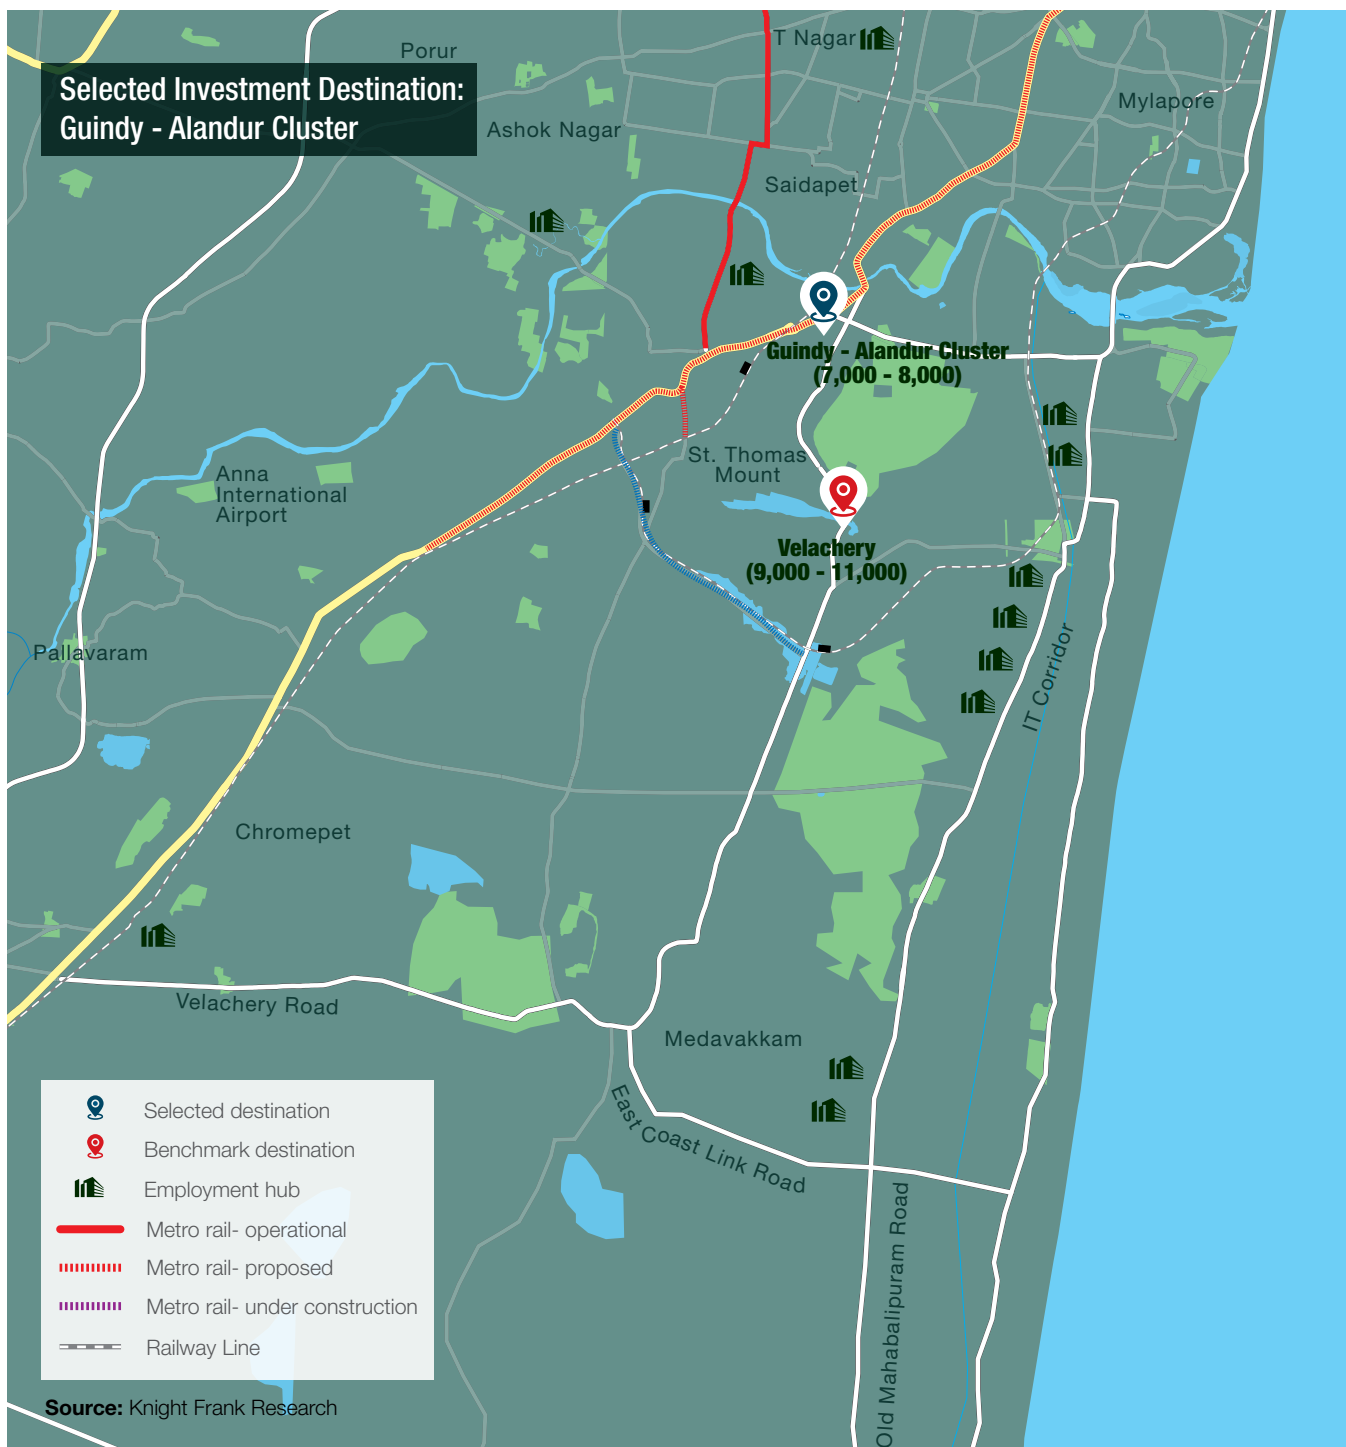 Selected Investment Destination:
Guindy - Alandur Cluster
Porur
T Nagar
Mylapore
Ashok Nagar
Saidapet
Guindy - Alandur Cluster
(7,000 - 8,000)
St. Thomas
Mount
Anna
International
Airport
Velachery
(9,000 - 11,000)
Pallavaram
IT Corridor
Chromepet
Velachery Road
Medavakkam
East Coast Link Road
Old Mahabalipuram Road
Selected destination
Benchmark destination
Employment hub
Metro rail- operational
Metro rail- proposed
Metro rail- under construction
Railway Line
Source: Knight Frank Research